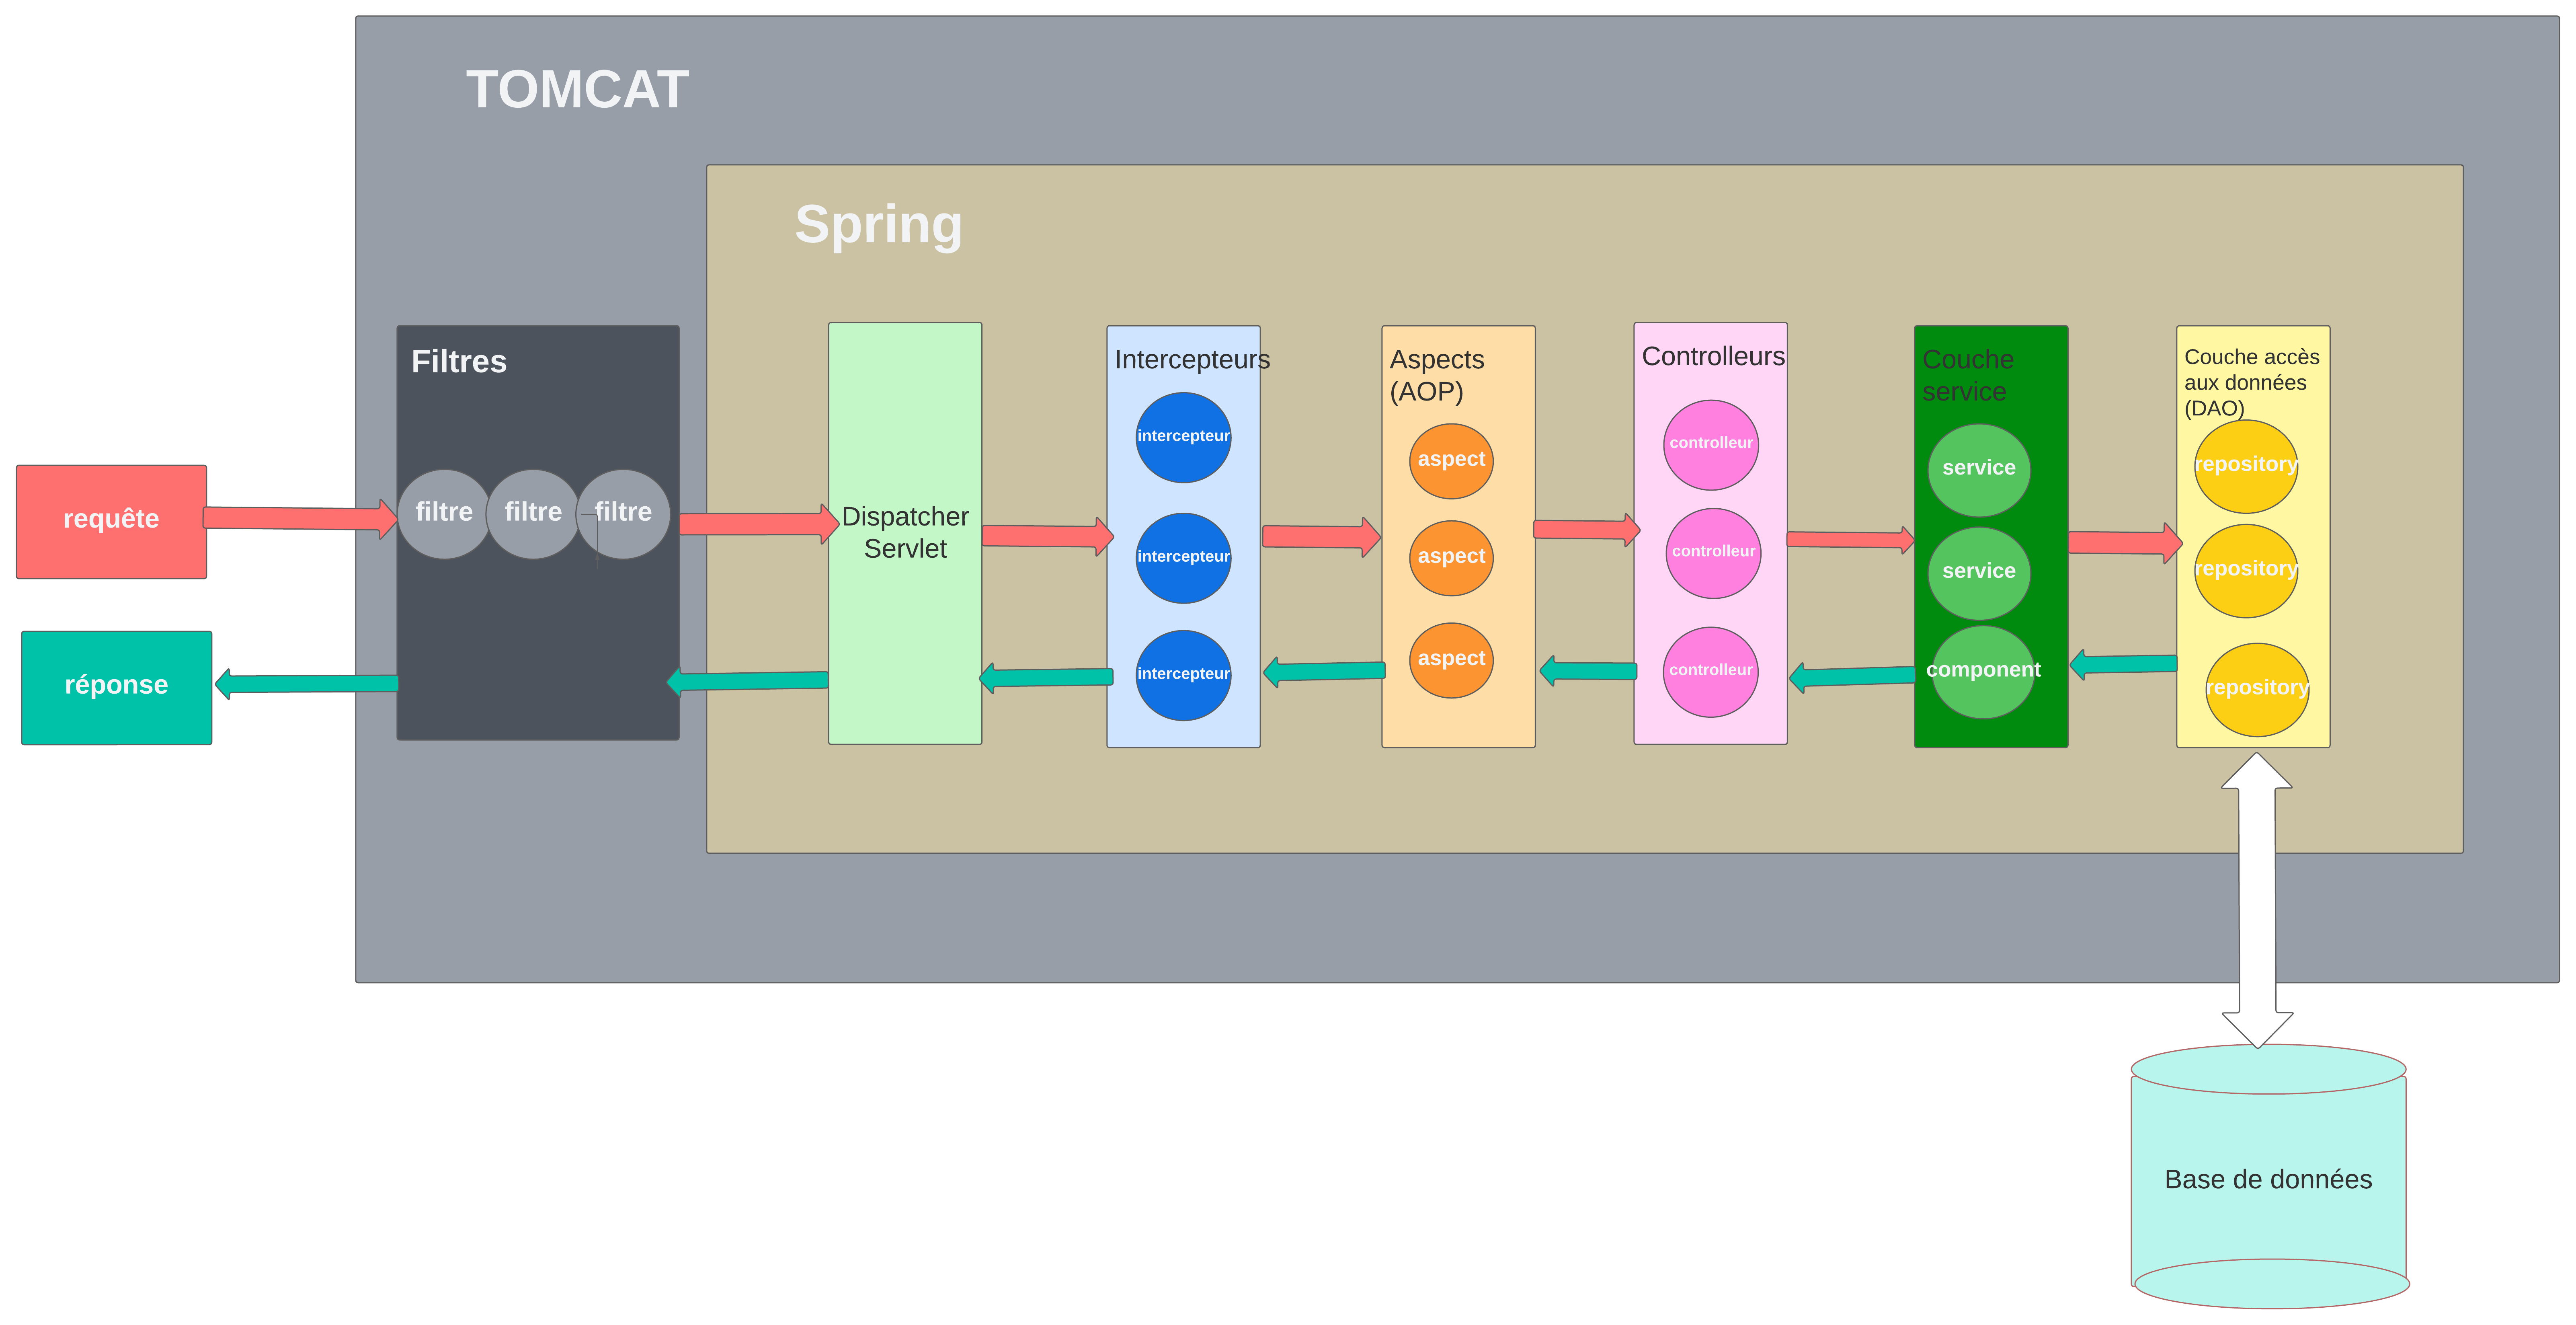 TOMCAT
Spring
Filtres
Intercepteurs
Aspects
(AOP)
Controlleurs
Couche
service
Couche accès
aux données
(DAO)
requête
filtre
filtre
filtre
Dispatcher
Servlet
intercepteur
intercepteur
intercepteur
aspect
aspect
aspect
controlleur
controlleur
controlleur
service
service
component
repository
repository
repository
réponse
Base de données